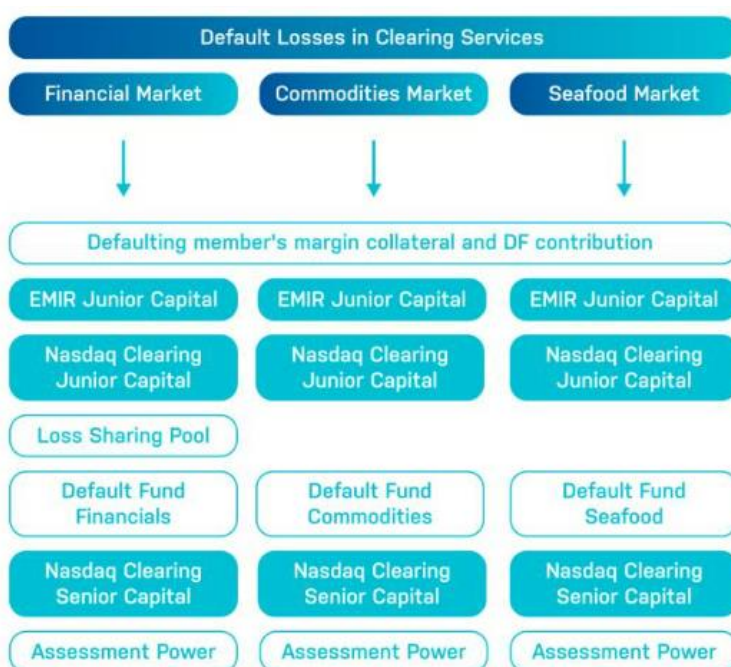 Default Losses in Clearing Services
Financial Market
Commodities Market
Seafood Market
Defaulting member's margin collateral and DF contribution
EMIR Junior Capital
EMIR Junior Capital
EMIR Junior Capital
Nasdaq Clearing
Junior Capital
Nasdaq Clearing
Junior Capital
Nasdaq Clearing
Junior Capital
Loss Sharing Pool
Default Fund
Financials
Default Fund
Commodities
Default Fund
Seafood
Nasdaq Clearing
Senior Capital
Nasdaq Clearing
Senior Capital
Nasdaq Clearing
Senior Capital
Assessment Power
Assessment Power
Assessment Power